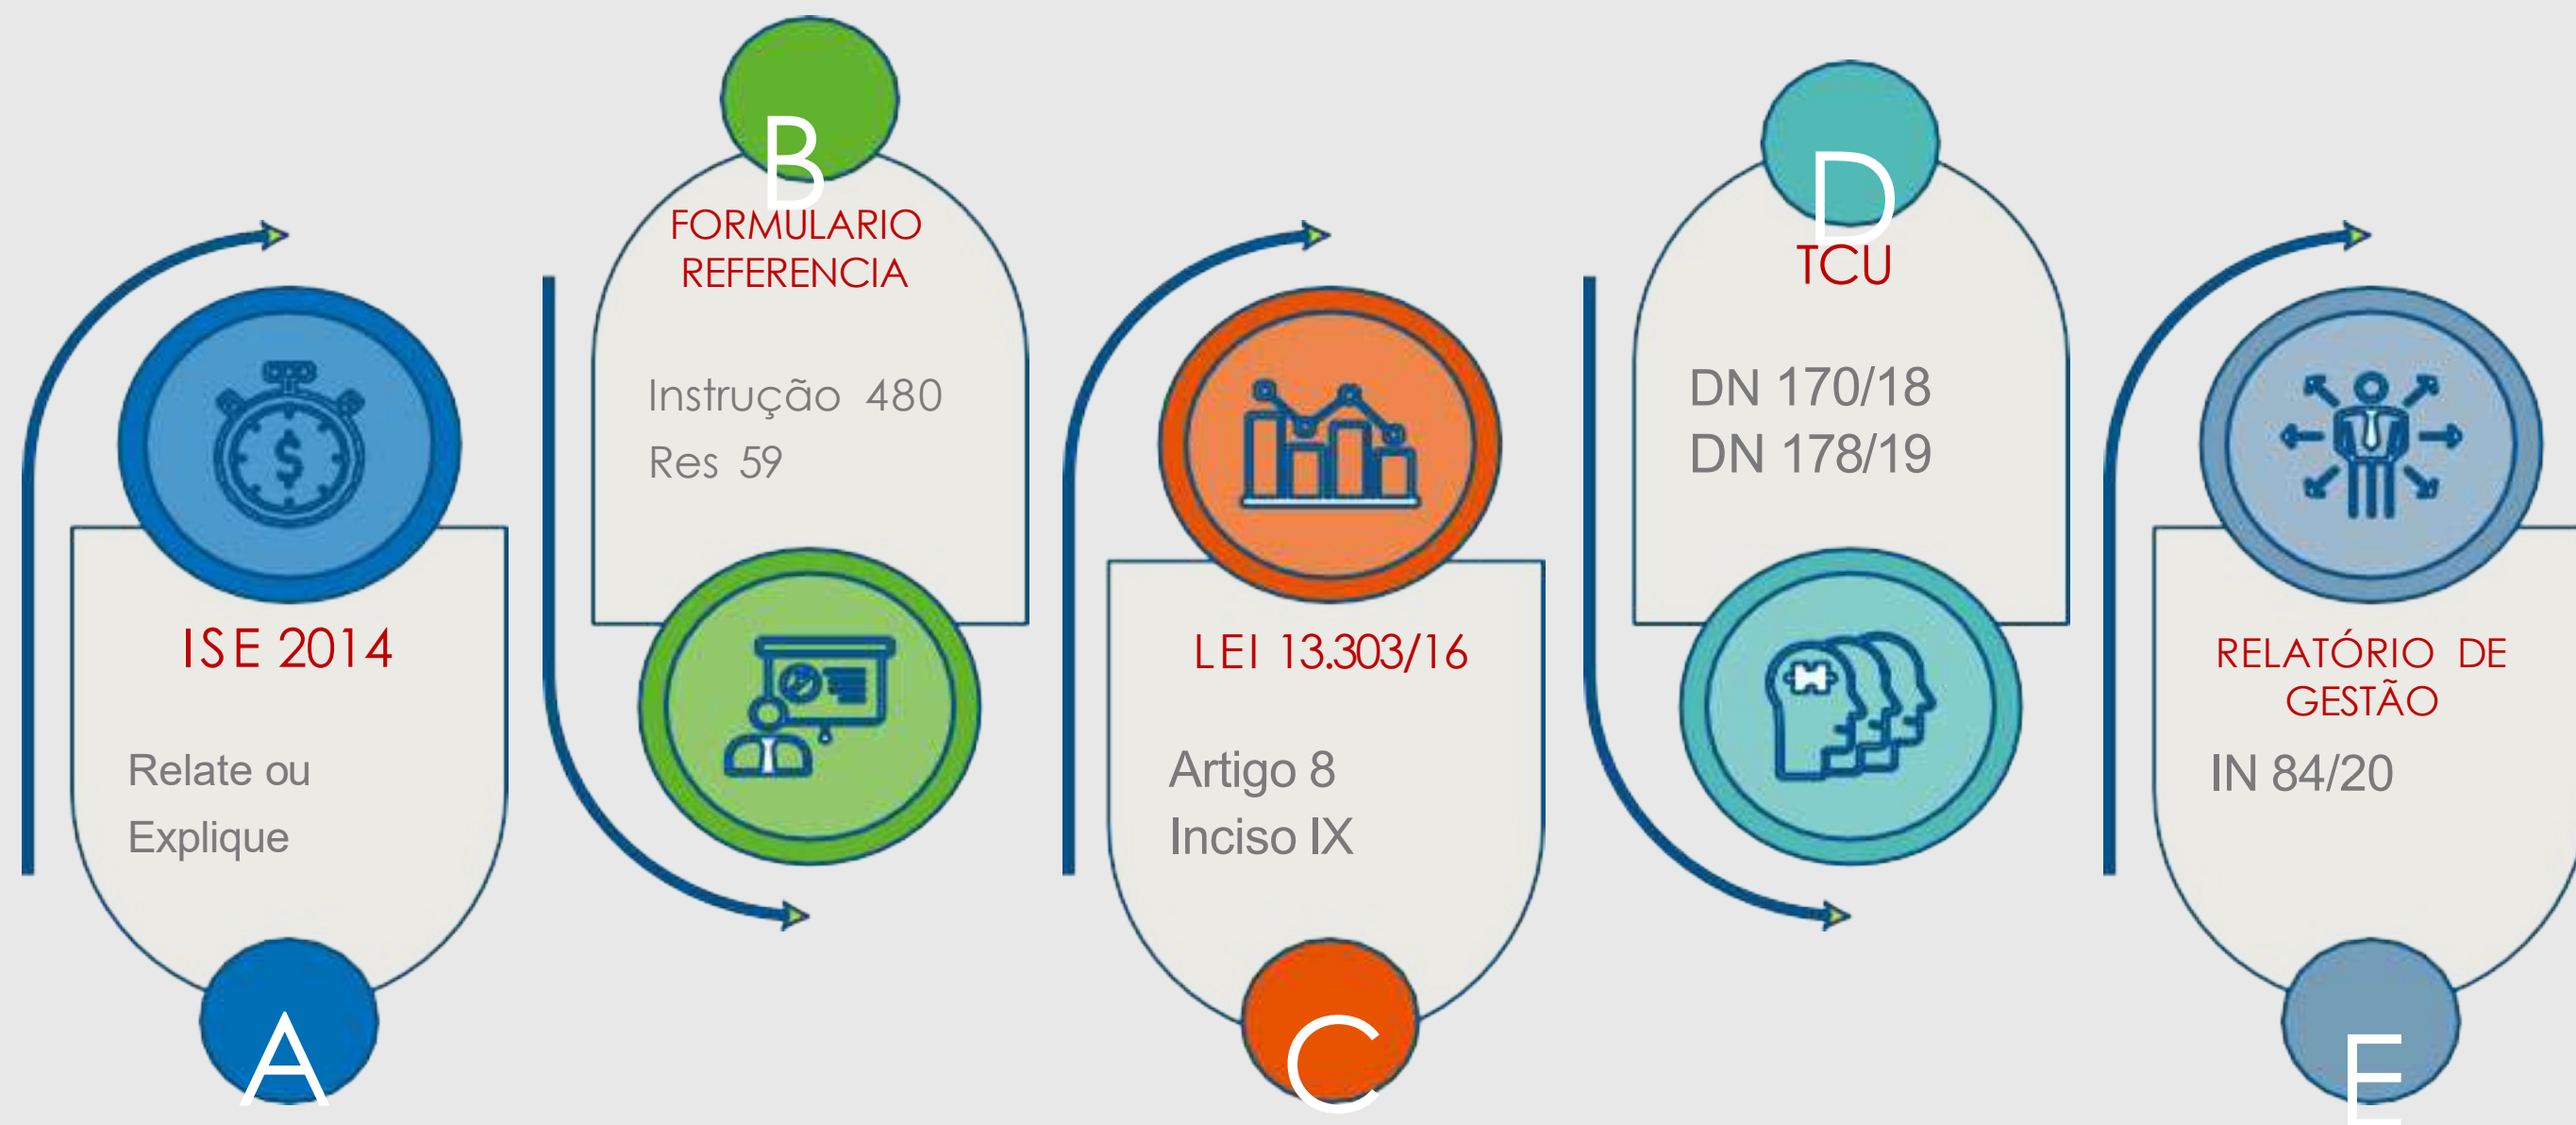 A
ISE 2014
Relate ou
Explique
B
FORMULARIO
REFERENCIA
Instrução 480
Res 59
C
LEI 13.303/16
Artigo 8
Inciso IX
D
TCU
DN 170/18
DN 178/19
E
RELATÓRIO DE
GESTÃO
IN 84/20
$